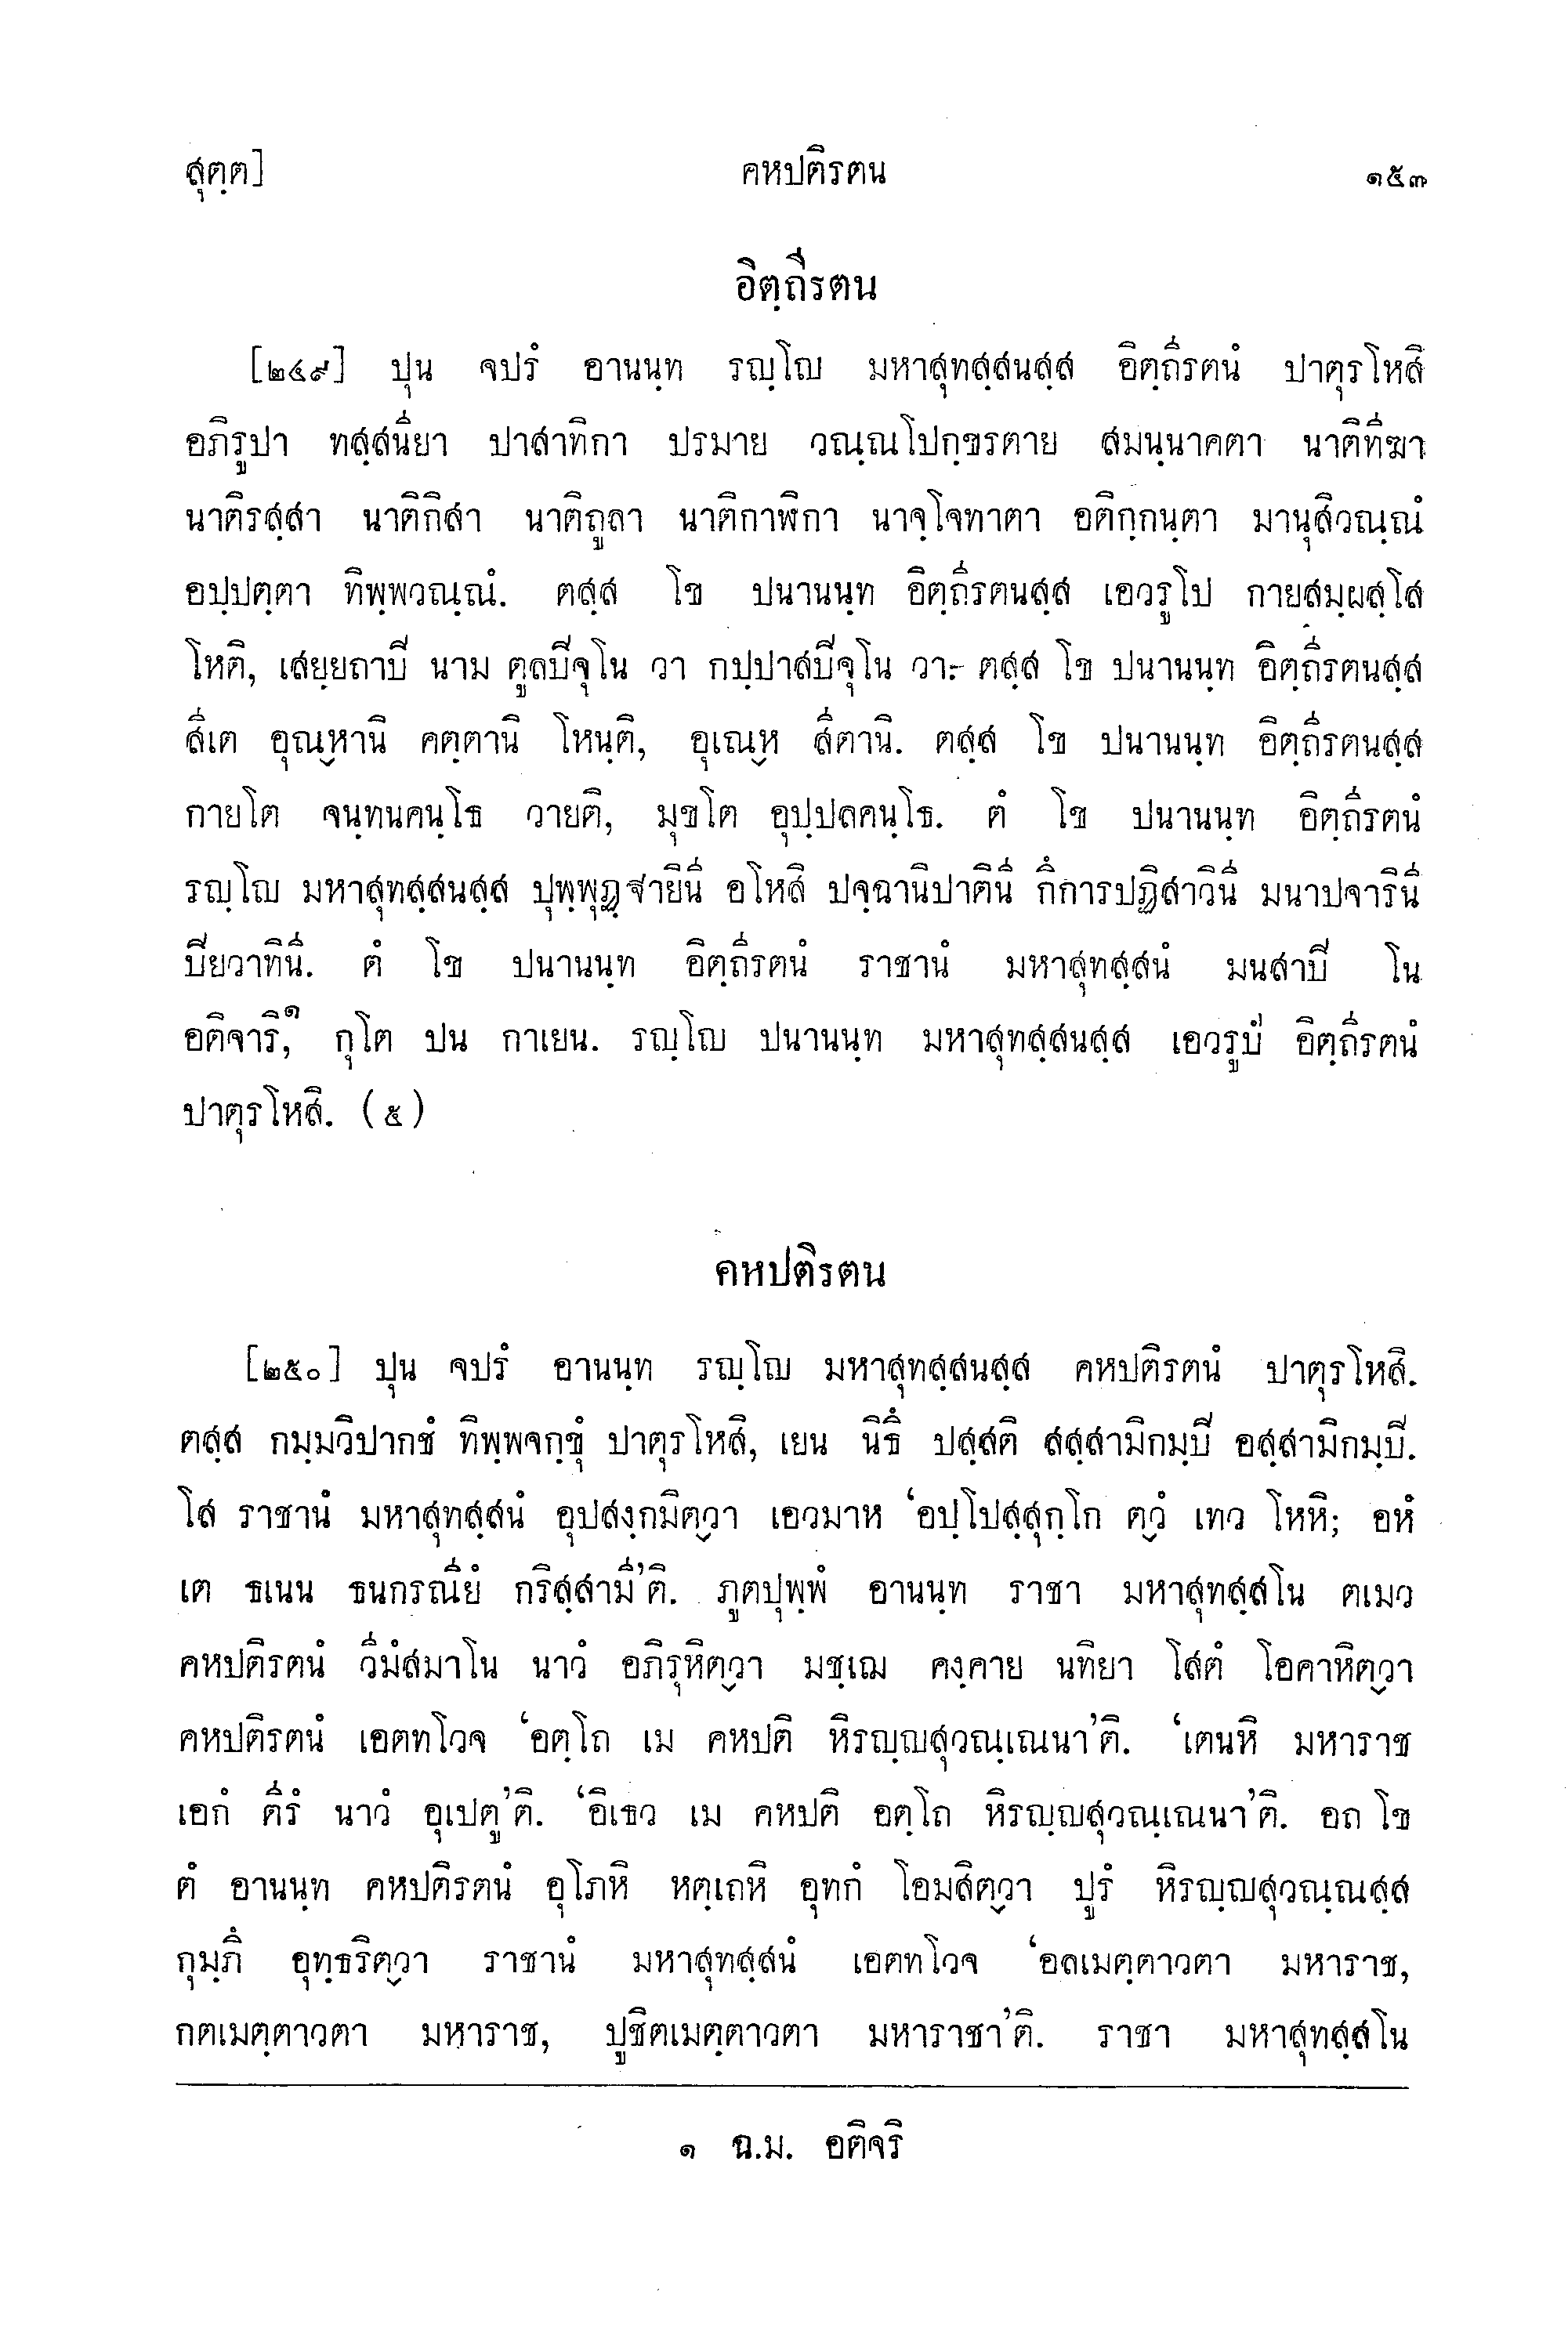 สุตฺต]
คหปติรตน
๑๕๓
อิตฺถีรตน
[๒๔๙] ปุน จปรํ อานนฺท รญฺโญ มหาสุทสฺสนสฺส อิตฺถีรตนํ ปาตุรโหสิ
อภิรูปา ทสฺสนียา ปาสาทิกา ปรมาย วณฺณโปกฺขรตาย สมนฺนาคตา นาติทีฆา
นาติรสฺสา นาติกิสา นาติถูลา นาติกาฬิกา นาจฺโจทาตา อติกฺกนฺตา มานุสิวณฺณํ
อปฺปตฺตา ทิพฺพวณฺณํ. ตสฺส โข ปนานนฺท อิตฺถีรตนสฺส เอวรูโป กายสมฺผสฺโส
โหติ, เสยฺยถาปิ นาม ตูลปิจุโน วา กปฺปาสปิจุโน วา. ตสฺส โข ปนานนฺท อิตฺถีรตนสฺส
สีเต อุณฺหานิ คตฺตานิ โหนฺติ, อุเณฺห สีตานิ. ตสฺส โข ปนานนฺท อิตฺถีรตนสฺส
กายโต จนฺทนคนฺโธ วายติ, มุขโต อุปฺปลคนฺโธ. ตํ โข ปนานนฺท อิตฺถีรตนํ
รญฺโญ มหาสุทสฺสนสฺส ปุพฺพุฏฺฐายินี อโหสิ ปจฺฉานิปาตินี กึการปฏิสาวินี มนาปจารินี
ปิยวาทินี. ตํ โข ปนานนฺท อิตฺถีรตนํ ราชานํ มหาสุทสฺสนํ มนสาปิ โน
อติจาริ,๑ กุโต ปน กาเยน. รญฺโญ ปนานนฺท มหาสุทสฺสนสฺส เอวรูปํ อิตฺถีรตนํ
ปาตุรโหสิ. (๕)
คหปติรตน
[๒๕๐] ปุน จปรํ อานนฺท รญฺโญ มหาสุทสฺสนสฺส คหปติรตนํ ปาตุรโหสิ.
ตสฺส กมฺมวิปากชํ ทิพฺพจกฺขุํ ปาตุรโหสิ, เยน นิธึ ปสฺสติ สสฺสามิกมฺปิ อสฺสามิกมฺปิ.
โส ราชานํ มหาสุทสฺสนํ อุปสงฺกมิตฺวา เอวมาห ‘อปฺโปสฺสุกฺโก ตฺวํ เทว โหหิ; อหํ
เต ธเนน ธนกรณียํ กริสฺสามี’ติ. ภูตปุพฺพํ อานนฺท ราชา มหาสุทสฺสโน ตเมว
คหปติรตนํ วีมํสมาโน นาวํ อภิรุหิตฺวา มชฺเฌ คงฺคาย นทิยา โสตํ โอคาหิตฺวา
คหปติรตนํ เอตทโวจ ‘อตฺโถ เม คหปติ หิรญฺญสุวณฺเณนา’ติ. ‘เตนหิ มหาราช
เอกํ ตีรํ นาวํ อุเปตู’ติ. ‘อิเธว เม คหปติ อตฺโถ หิรญฺญสุวณฺเณนา’ติ. อถ โข
ตํ อานนฺท คหปติรตนํ อุโภหิ หตฺเถหิ อุทกํ โอมสิตฺวา ปูรํ หิรญฺญสุวณฺณสฺส
กุมฺภึ อุทฺธริตฺวา ราชานํ มหาสุทสฺสนํ เอตทโวจ ‘อลเมตฺตาวตา มหาราช,
กตเมตฺตาวตา มหาราช, ปูชิตเมตฺตาวตา มหาราชา’ติ. ราชา มหาสุทสฺสโน
๑ ฉ.ม. อติจริ